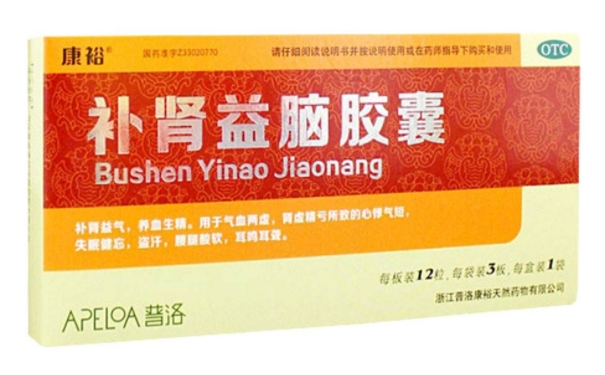 康裕®
国药准字Z33020770
请仔细阅读说明书并按说明使用或在药师指导下购买和使用
OTC
补肾益脑胶囊
Bushen Yinao Jiaonang
补肾益气，养血生精。用于气血两虚，肾虚精亏所致的心悸气短，
失眠健忘，盗汗，腰腿酸软，耳鸣耳聋。
每板装12粒，每袋装3板，每盒装1袋
浙江普洛康裕天然药物有限公司
APELOA 普洛